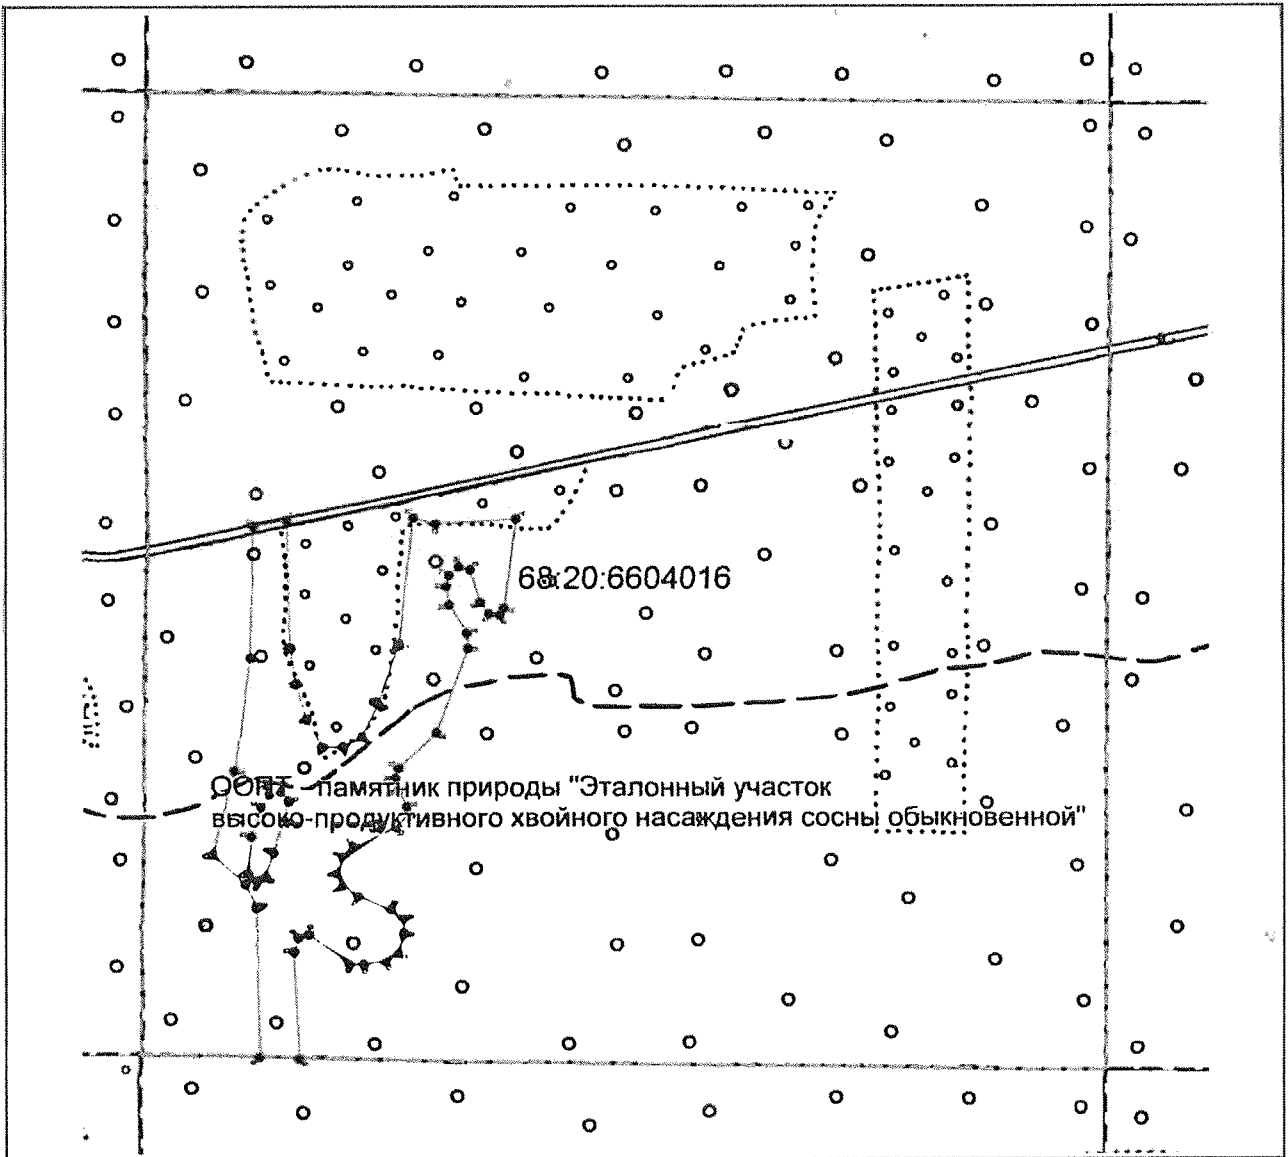 68:20:6604016
ООПТ - памятник природы "Эталонный участок
высоко-продуктивного хвойного насаждения сосны обыкновенной"